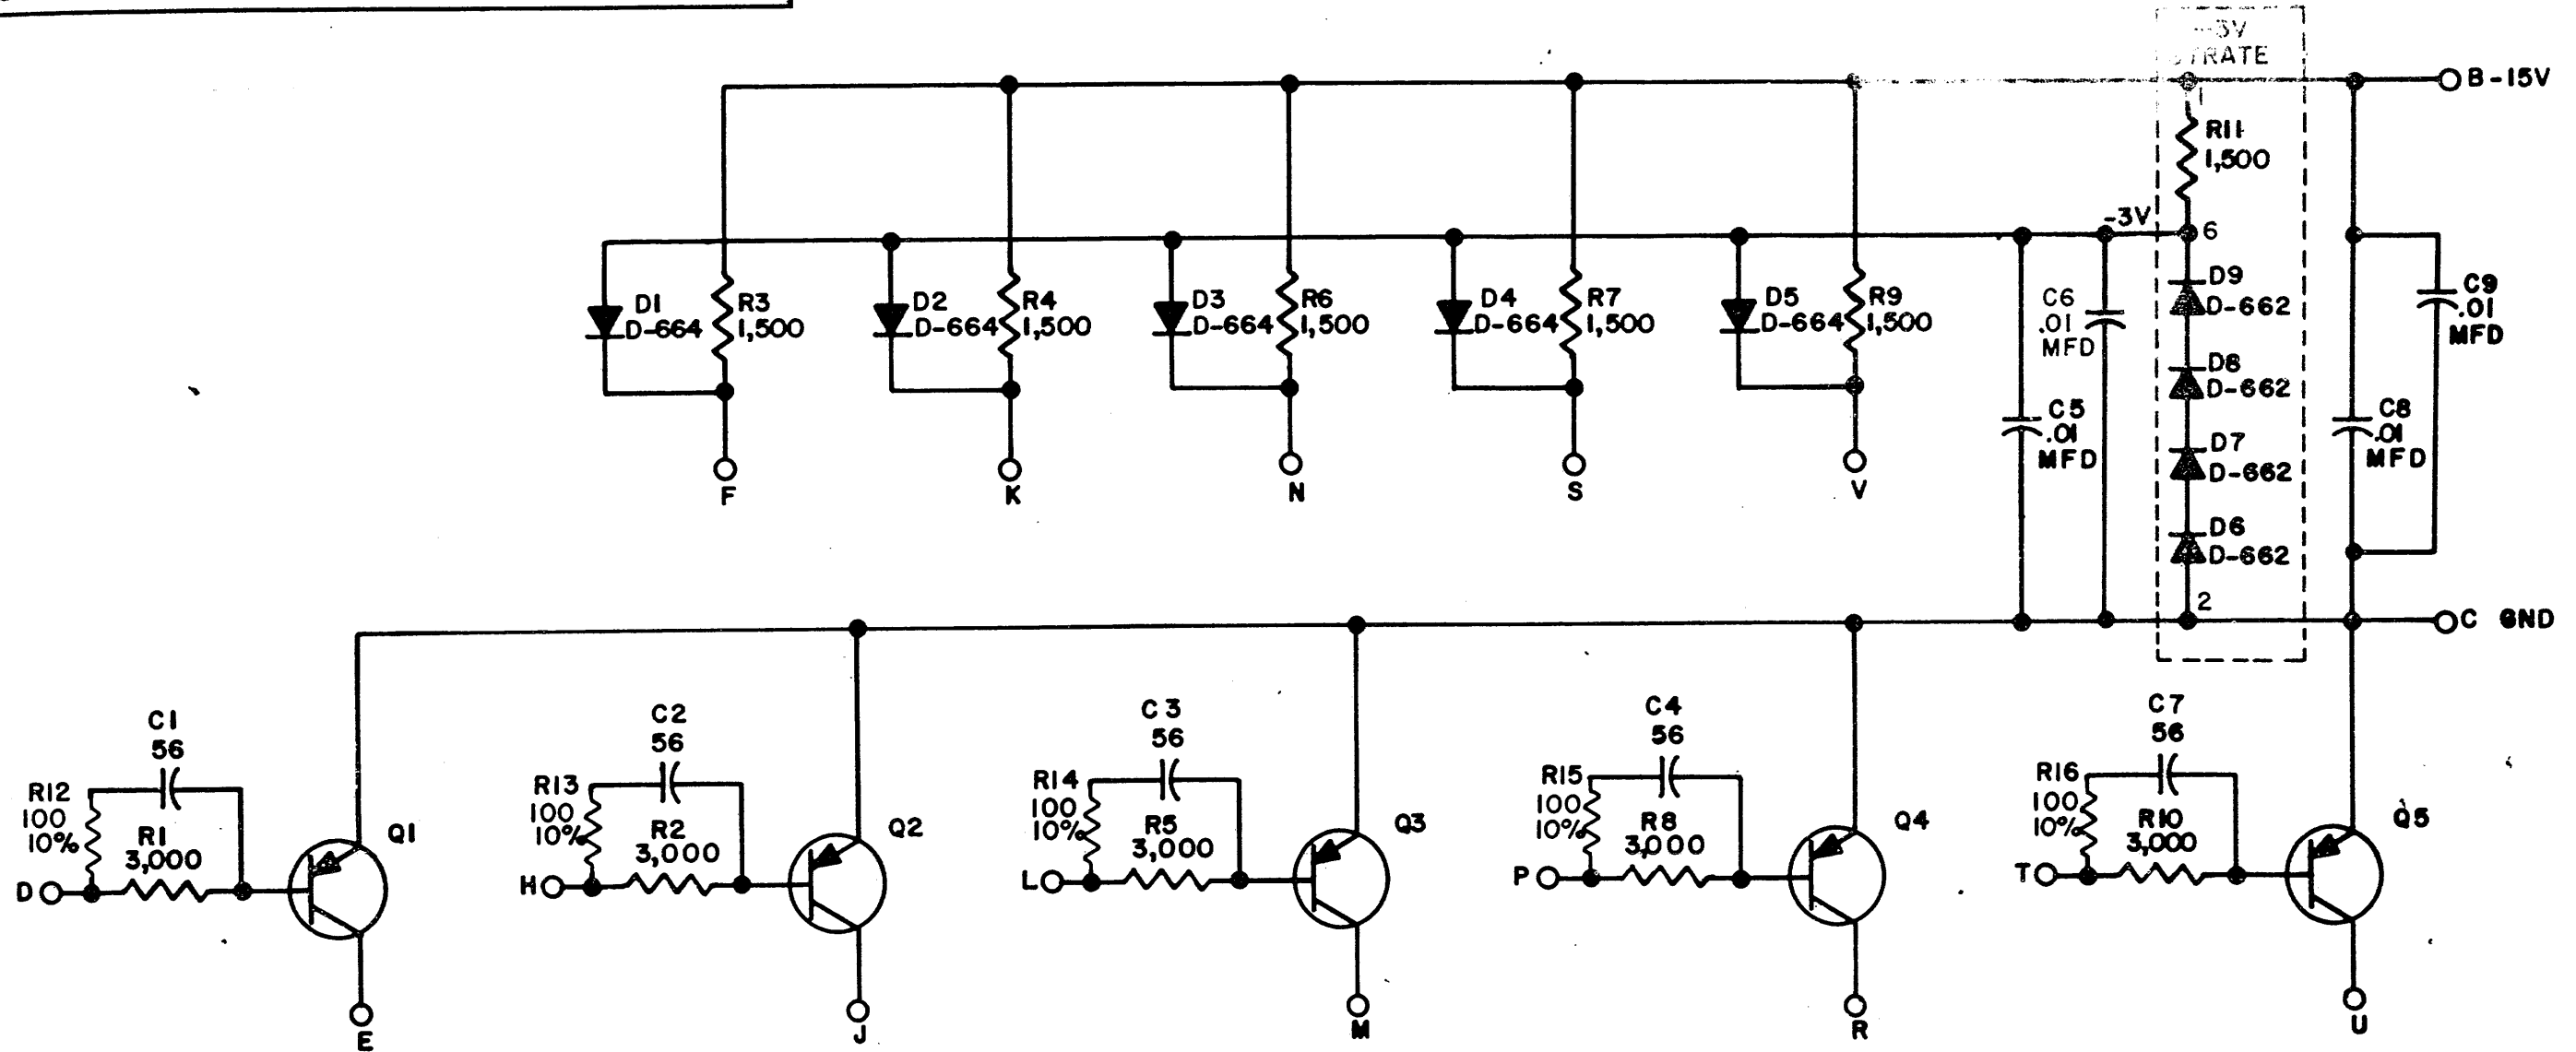 -3V
STRATE
B -15V
1
R11
1,500
-3V
6
D1
D-664
R3
1,500
D2
D-664
R4
1,500
D3
D-664
R6
1,500
D4
D-664
R7
1,500
D5
D-664
R9
1,500
C6
.01
MFD
D9
D-662
C9
.01
MFD
D8
D-662
C5
.01
MFD
C8
.01
MFD
D7
D-662
F
K
N
S
V
D6
D-662
2
C GND
C1
56
R12
100
10%
R1
3,000
Q1
D
E
C2
56
R13
100
10%
R2
3,000
Q2
H
J
C3
56
R14
100
10%
R5
3,000
Q3
L
M
C4
56
R15
100
10%
R8
3,000
Q4
P
R
C7
56
R16
100
10%
R10
3,000
Q5
T
U